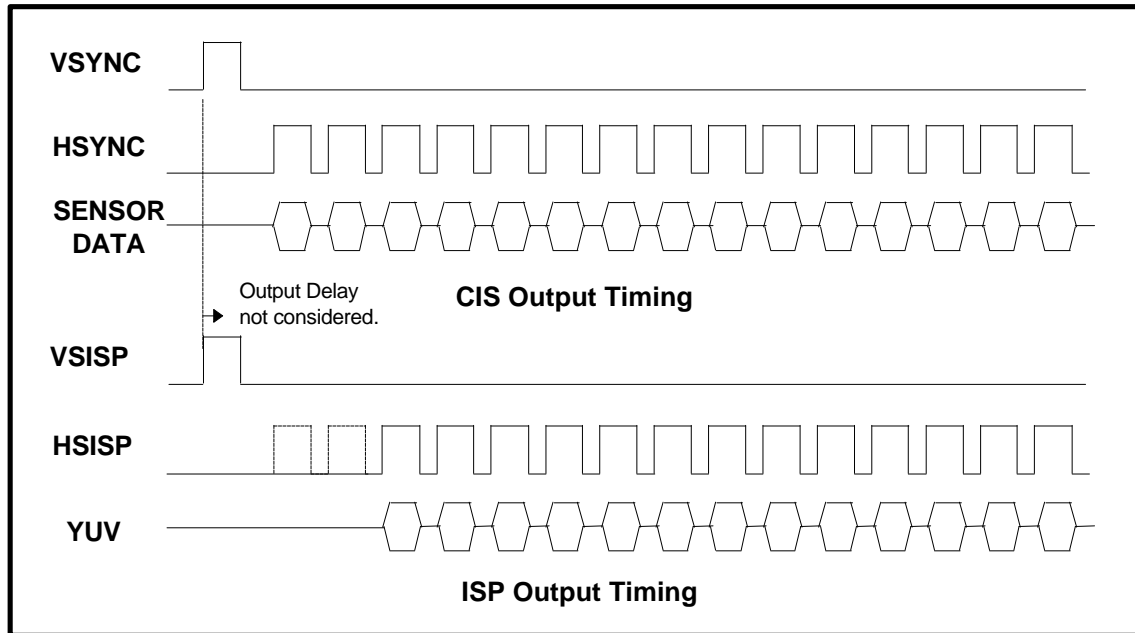 VSYNC
HSYNC
SENSOR
DATA
CIS Output Timing
Output Delay
not considered.
VSISP
HSISP
YUV
ISP Output Timing